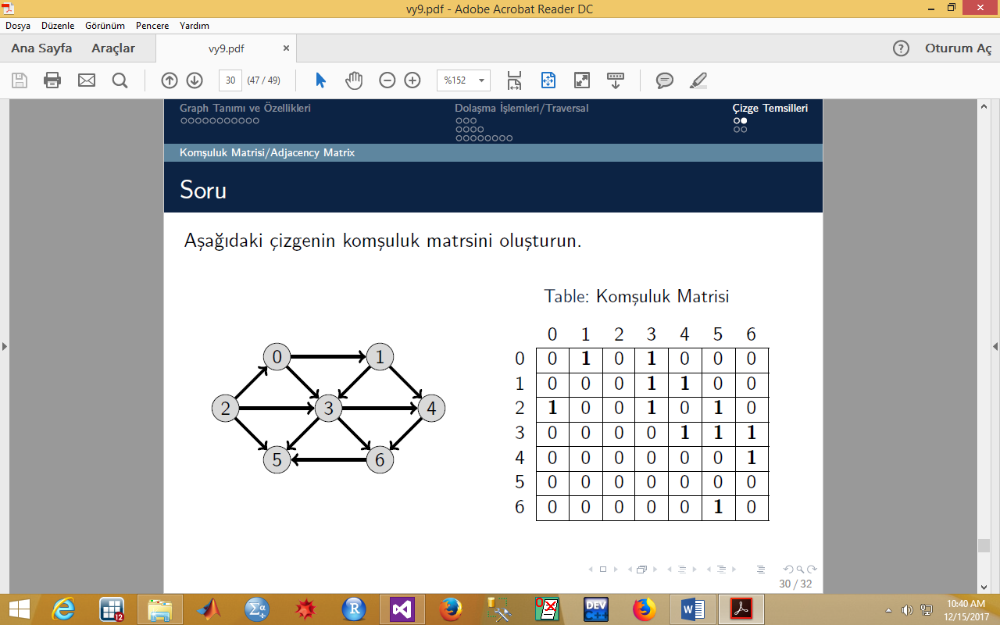 vy9.pdf - Adobe Acrobat Reader DC
Dosya Düzenle Görünüm Pencere Yardım
Ana Sayfa Araçlar vy9.pdf × ? Oturum Aç
30 (47 / 49) %152
Graph Tanımı ve Özellikleri Dolaşma İşlemleri/Traversal Çizge Temsilleri
Komşuluk Matrisi/Adjacency Matrix
Soru
Aşağıdaki çizgenin komşuluk matrsini oluşturun.
Table: Komşuluk Matrisi
0 1
2 3 4
5 6
0 1 2 3 4 5 6
0 0 1 0 1 0 0 0
1 0 0 0 1 1 0 0
2 1 0 0 1 0 1 0
3 0 0 0 0 1 1 1
4 0 0 0 0 0 0 1
5 0 0 0 0 0 0 0
6 0 0 0 0 0 1 0
30 / 32
12 Σα R DEV C++ W
10:40 AM
12/15/2017